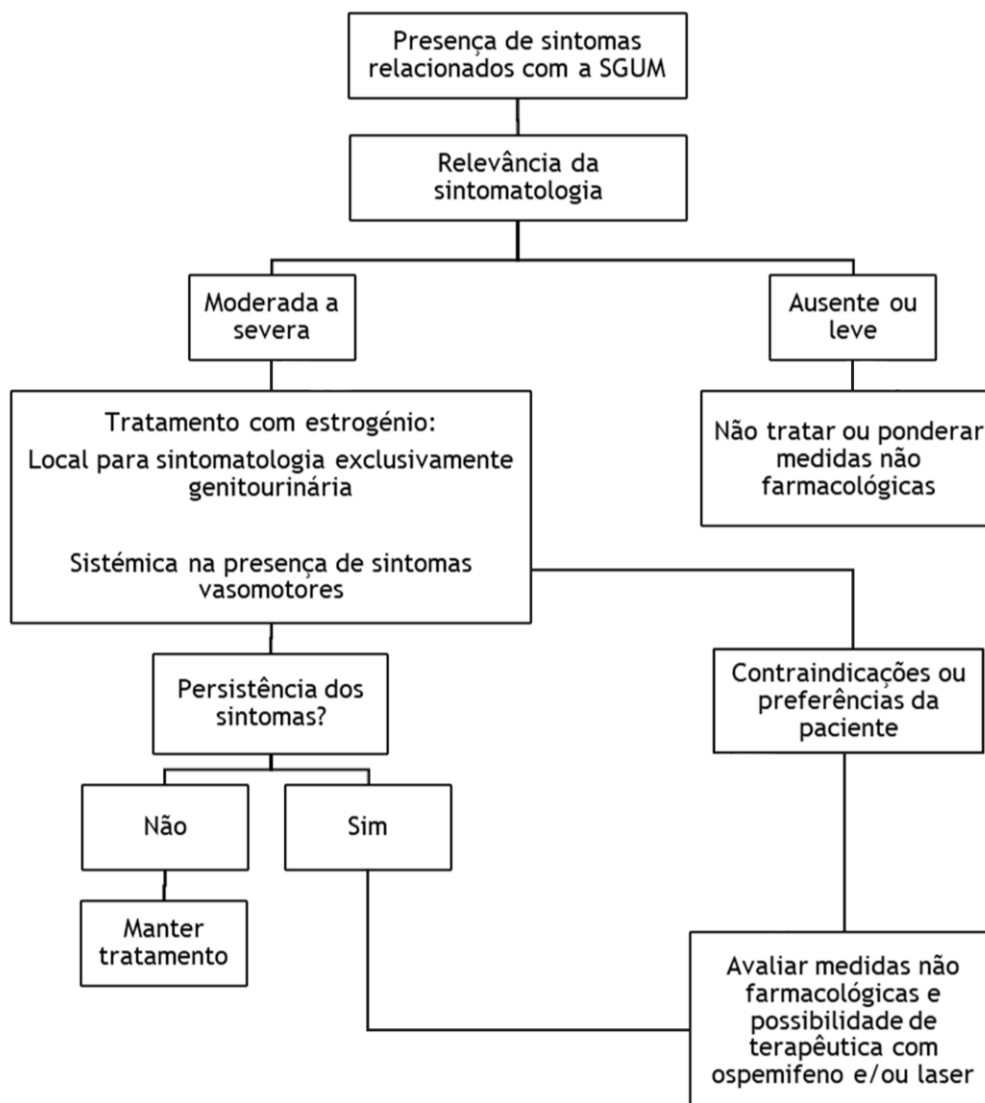 Presença de sintomas
relacionados com a SGUM
Relevância da
sintomatologia
Moderada a
severa
Ausente ou
leve
Tratamento com estrogénio:
Local para sintomatologia exclusivamente
genitourinária
Sistémica na presença de sintomas
vasomotores
Não tratar ou ponderar
medidas não
farmacológicas
Persistência dos
sintomas?
Contraindicações ou
preferências da
paciente
Não
Sim
Manter
tratamento
Avaliar medidas não
farmacológicas e
possibilidade de
terapêutica com
ospemifeno e/ou laser